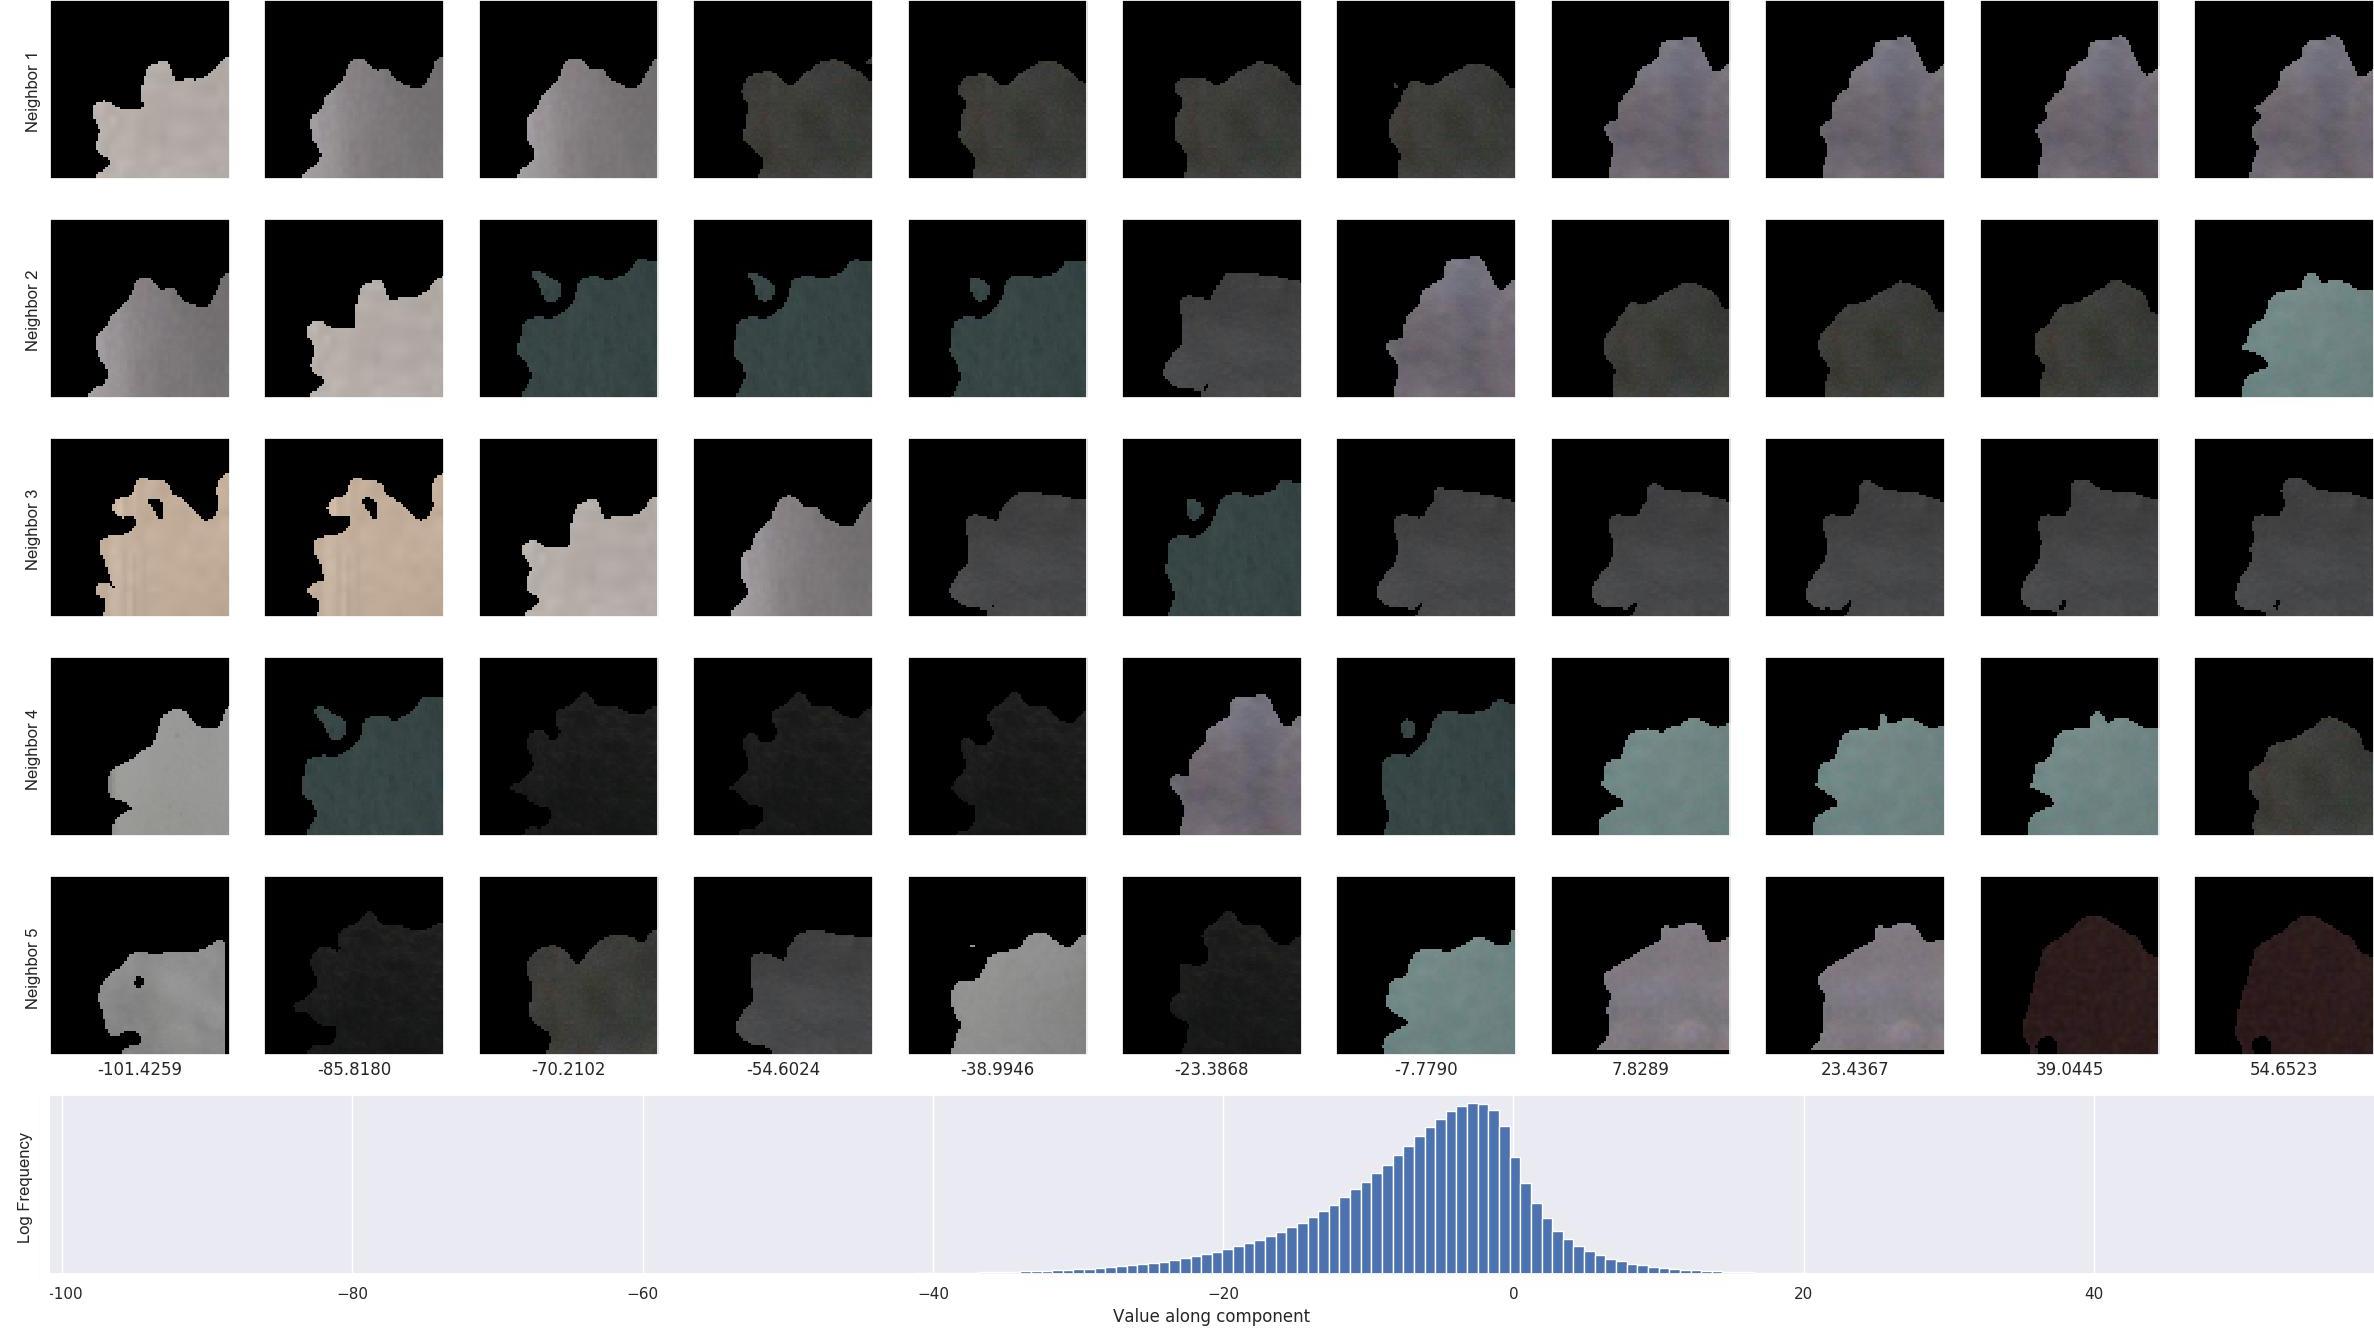 Neighbor 1
Neighbor 2
Neighbor 3
Neighbor 4
Neighbor 5
-101.4259 -85.8180 -70.2102 -54.6024 -38.9946 -23.3868 -7.7790 7.8289 23.4367 39.0445 54.6523
Log Frequency
-100 −80 −60 −40 −20 0 20 40
Value along component